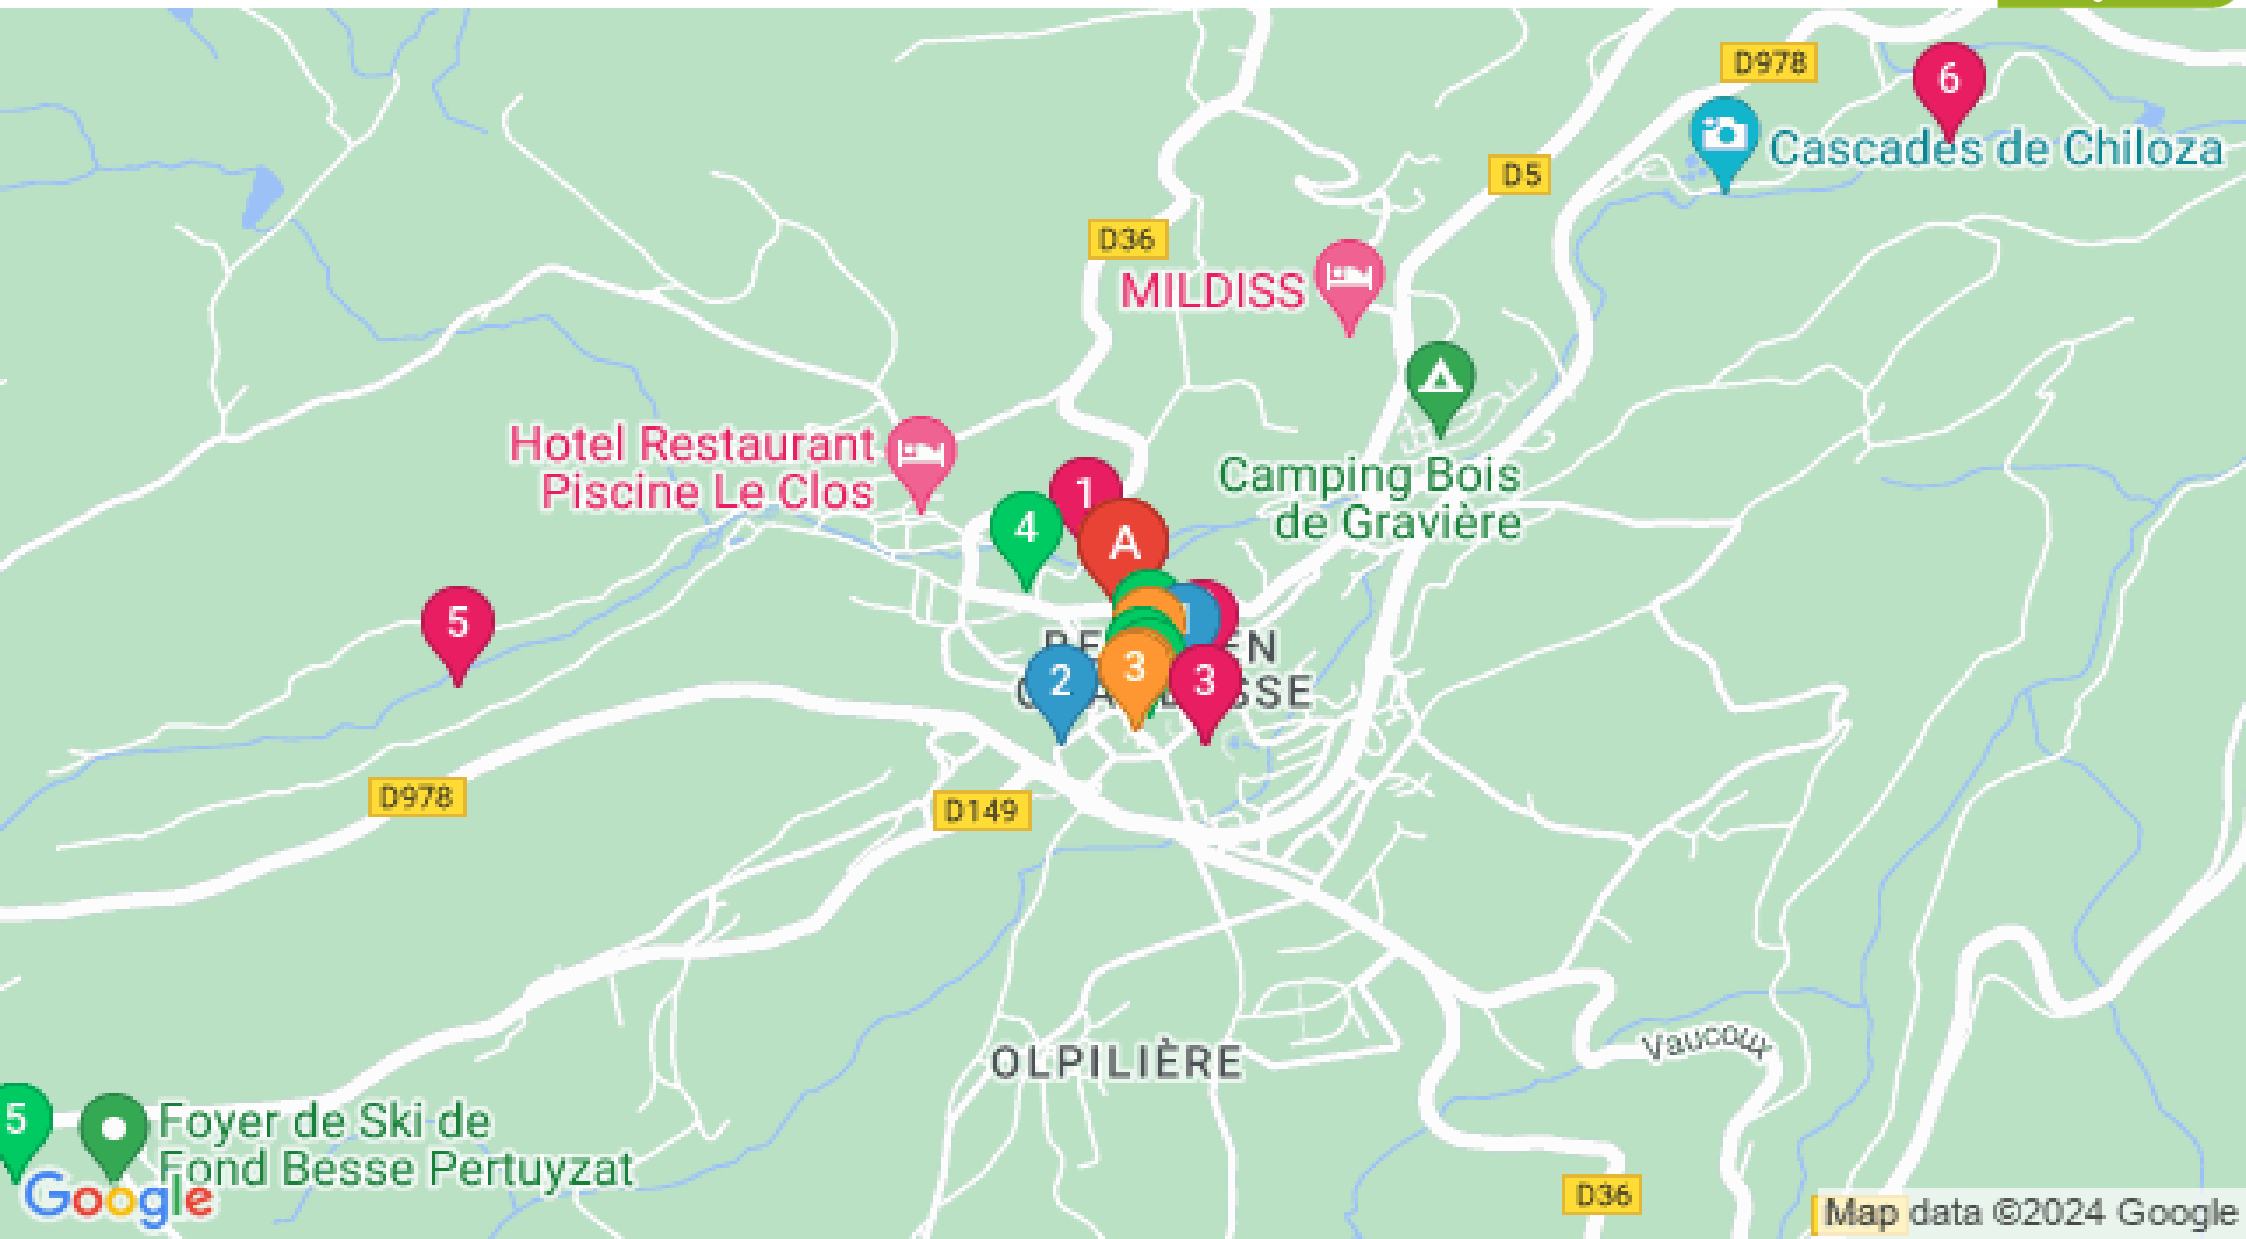 D978
6
Cascades de Chiloza
D5
D36
MILDISS
Hotel Restaurant
Piscine Le Clos
Camping Bois
de Gravière
1
4
A
5
EN
2
3
3
SSE
D978
D149
OLPILIÈRE
Vaucoux
5
Foyer de Ski de
Fond Besse Pertuyzat
Google
D36
Map data ©2024 Google